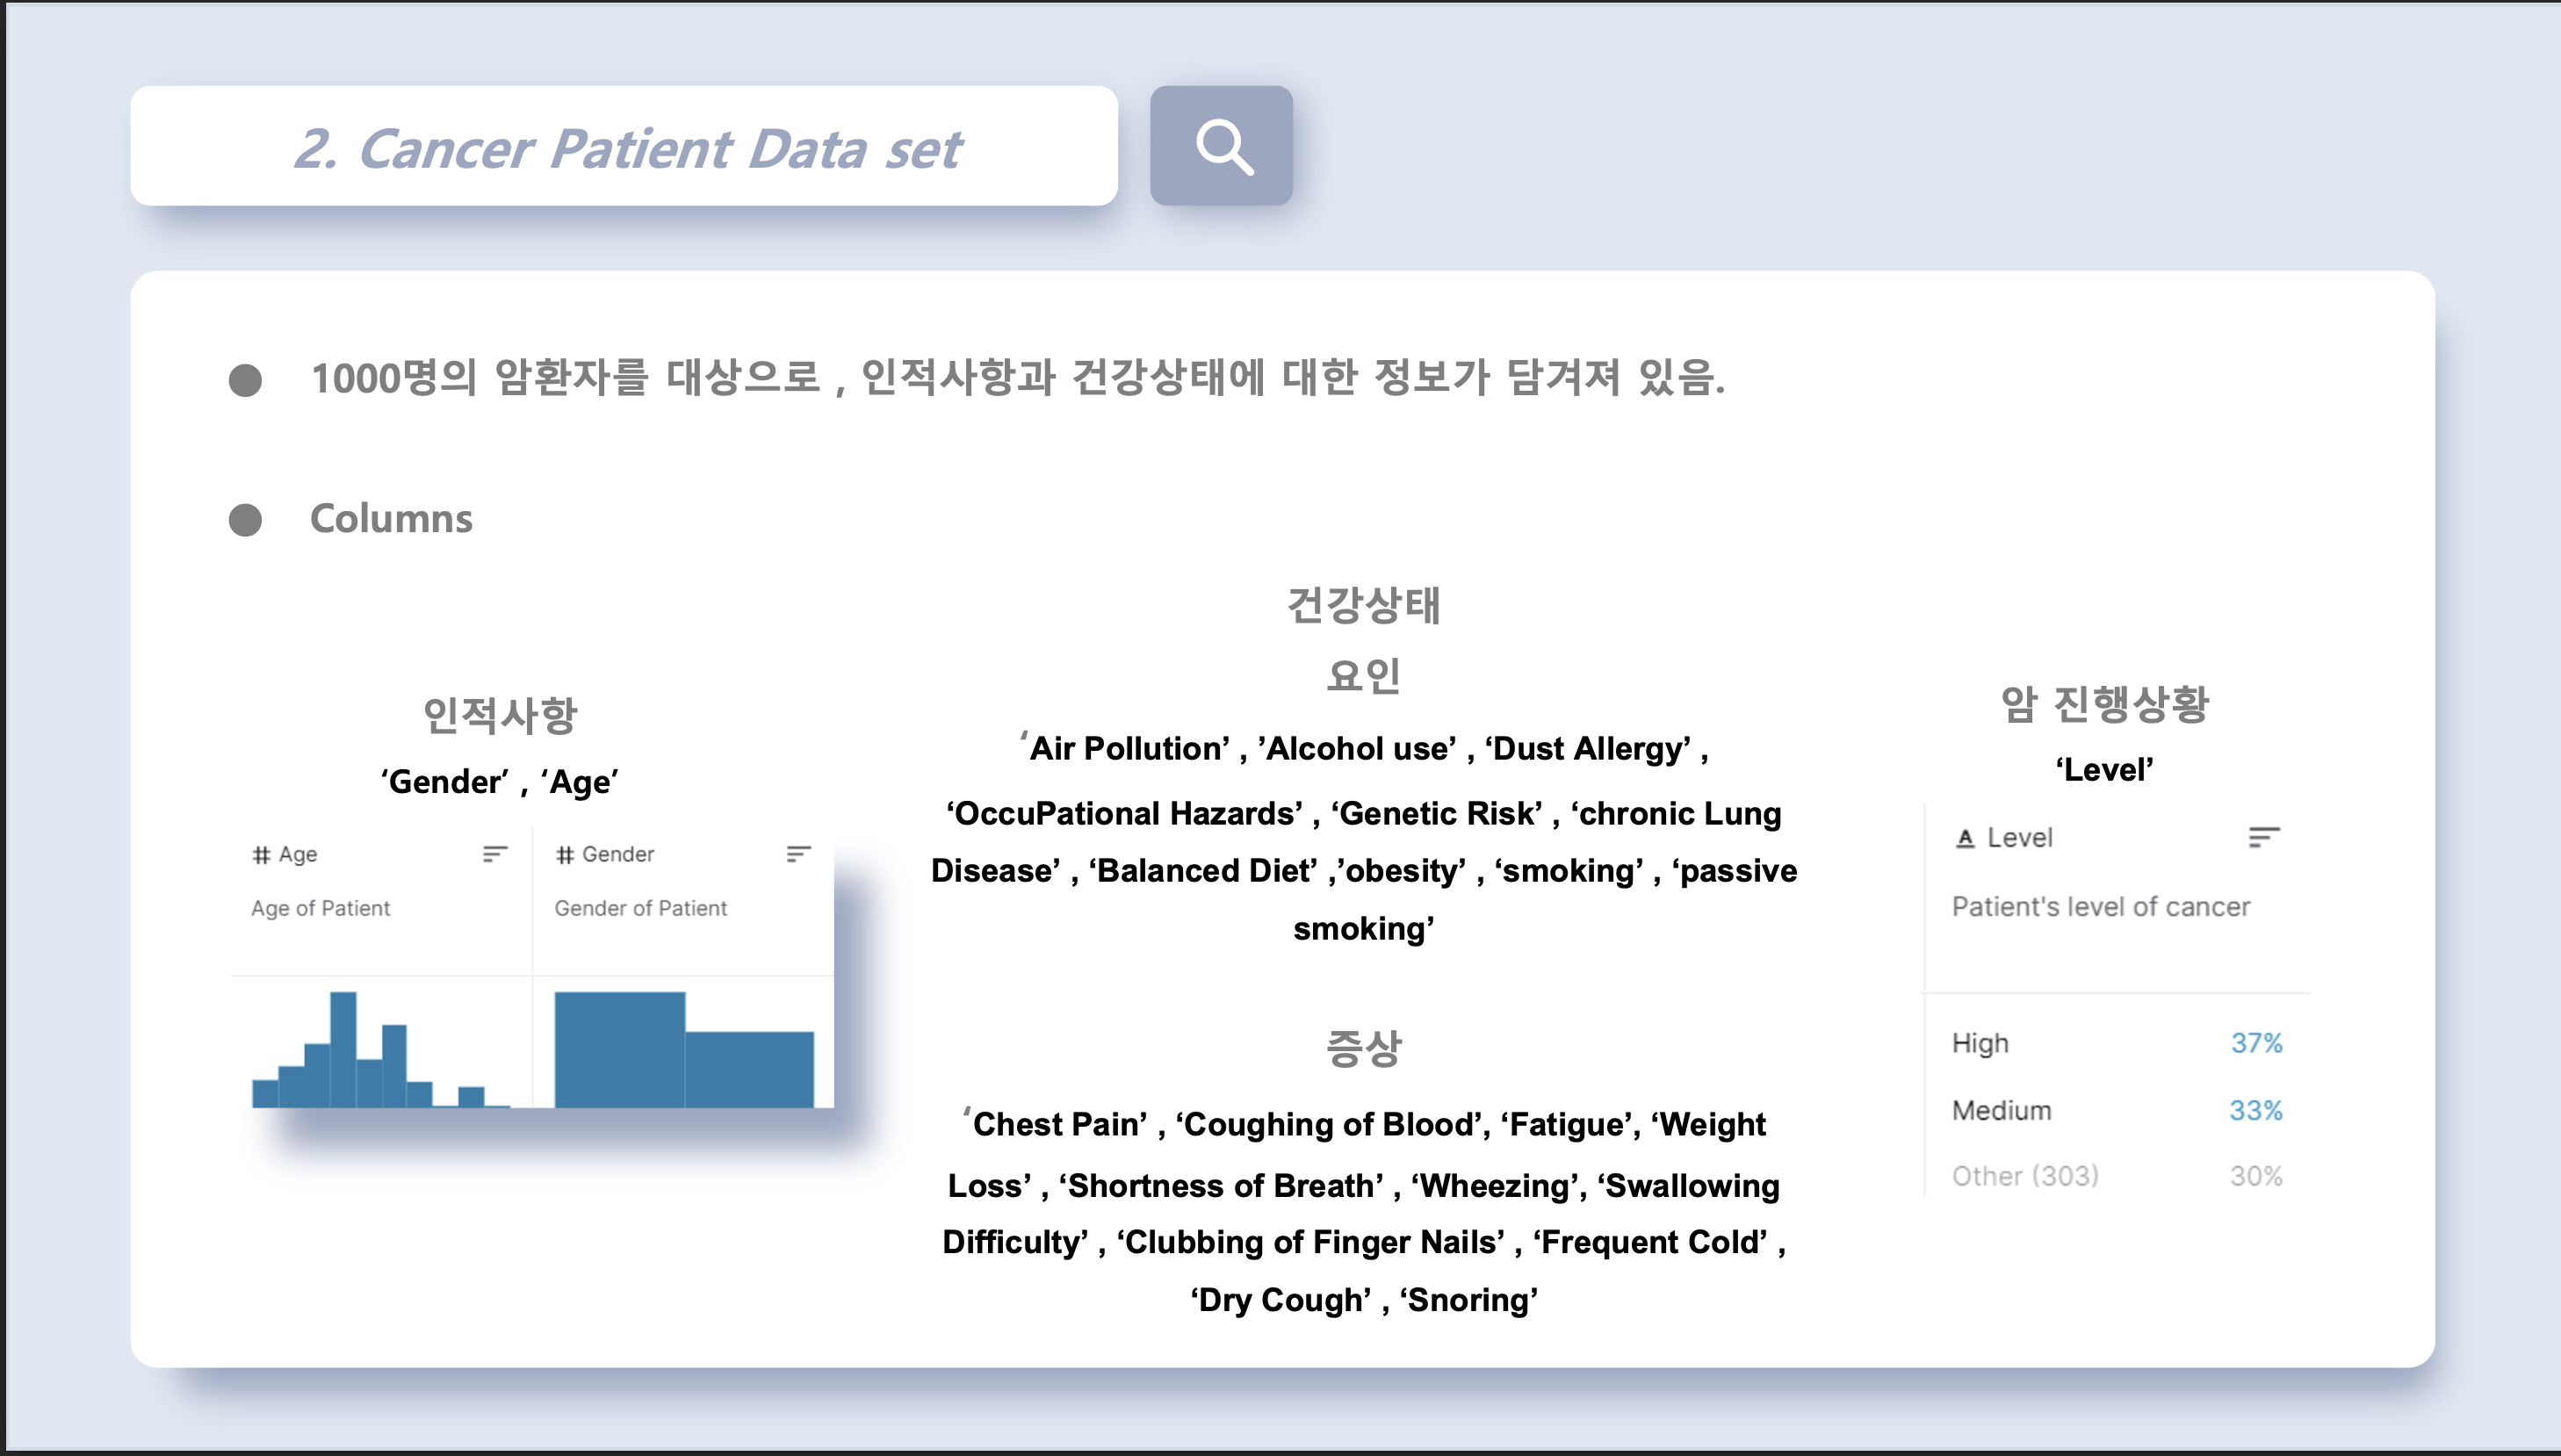 2. Cancer Patient Data set
1000명의 암환자를 대상으로 , 인적사항과 건강상태에 대한 정보가 담겨져 있음.
Columns
인적사항
‘Gender’ , ‘Age’
# Age
Age of Patient
# Gender
Gender of Patient
건강상태
요인
‘Air Pollution’ , ’Alcohol use’ , ‘Dust Allergy’ ,
‘OccuPational Hazards’ , ‘Genetic Risk’ , ‘chronic Lung
Disease’ , ‘Balanced Diet’ ,’obesity’ , ‘smoking’ , ‘passive
smoking’
증상
‘Chest Pain’ , ‘Coughing of Blood’, ‘Fatigue’, ‘Weight
Loss’ , ‘Shortness of Breath’ , ‘Wheezing’, ‘Swallowing
Difficulty’ , ‘Clubbing of Finger Nails’ , ‘Frequent Cold’ ,
‘Dry Cough’ , ‘Snoring’
암 진행상황
‘Level’
A Level
Patient's level of cancer
High 37%
Medium 33%
Other (303) 30%